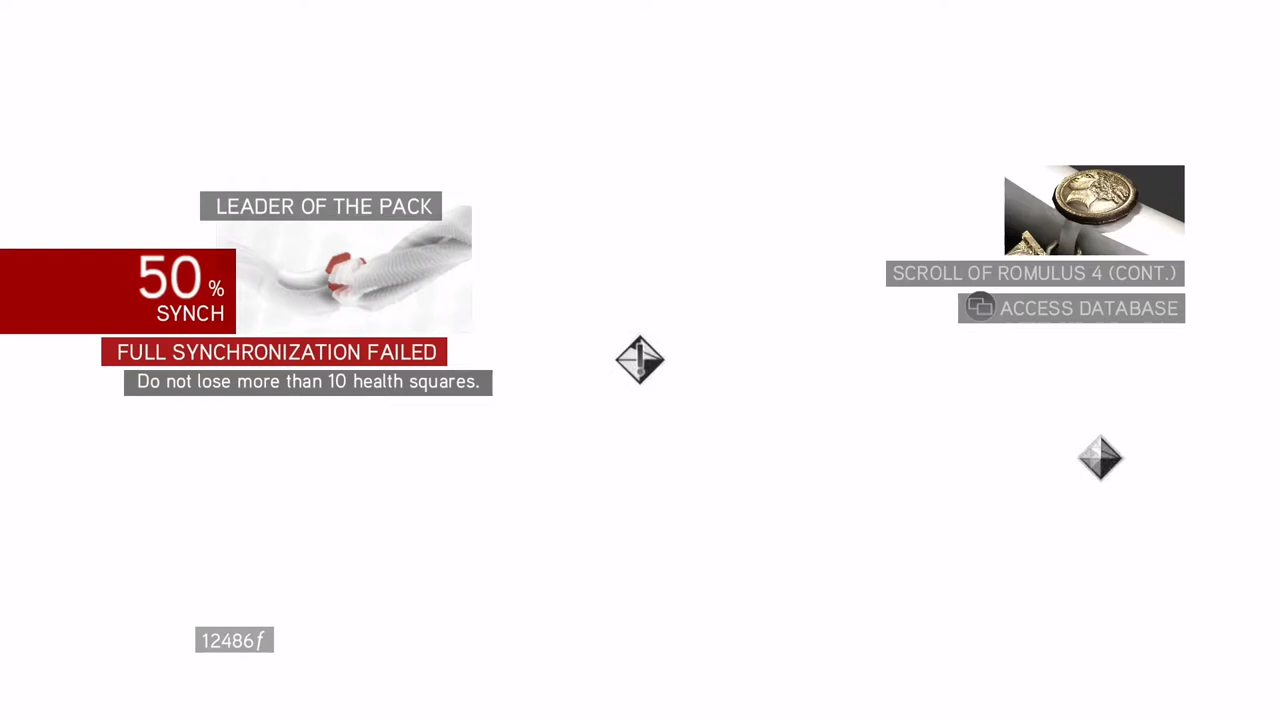 LEADER OF THE PACK
50 %
SYNCH
FULL SYNCHRONIZATION FAILED
Do not lose more than 10 health squares.
SCROLL OF ROMULUS 4 (CONT.)
ACCESS DATABASE
12486ƒ